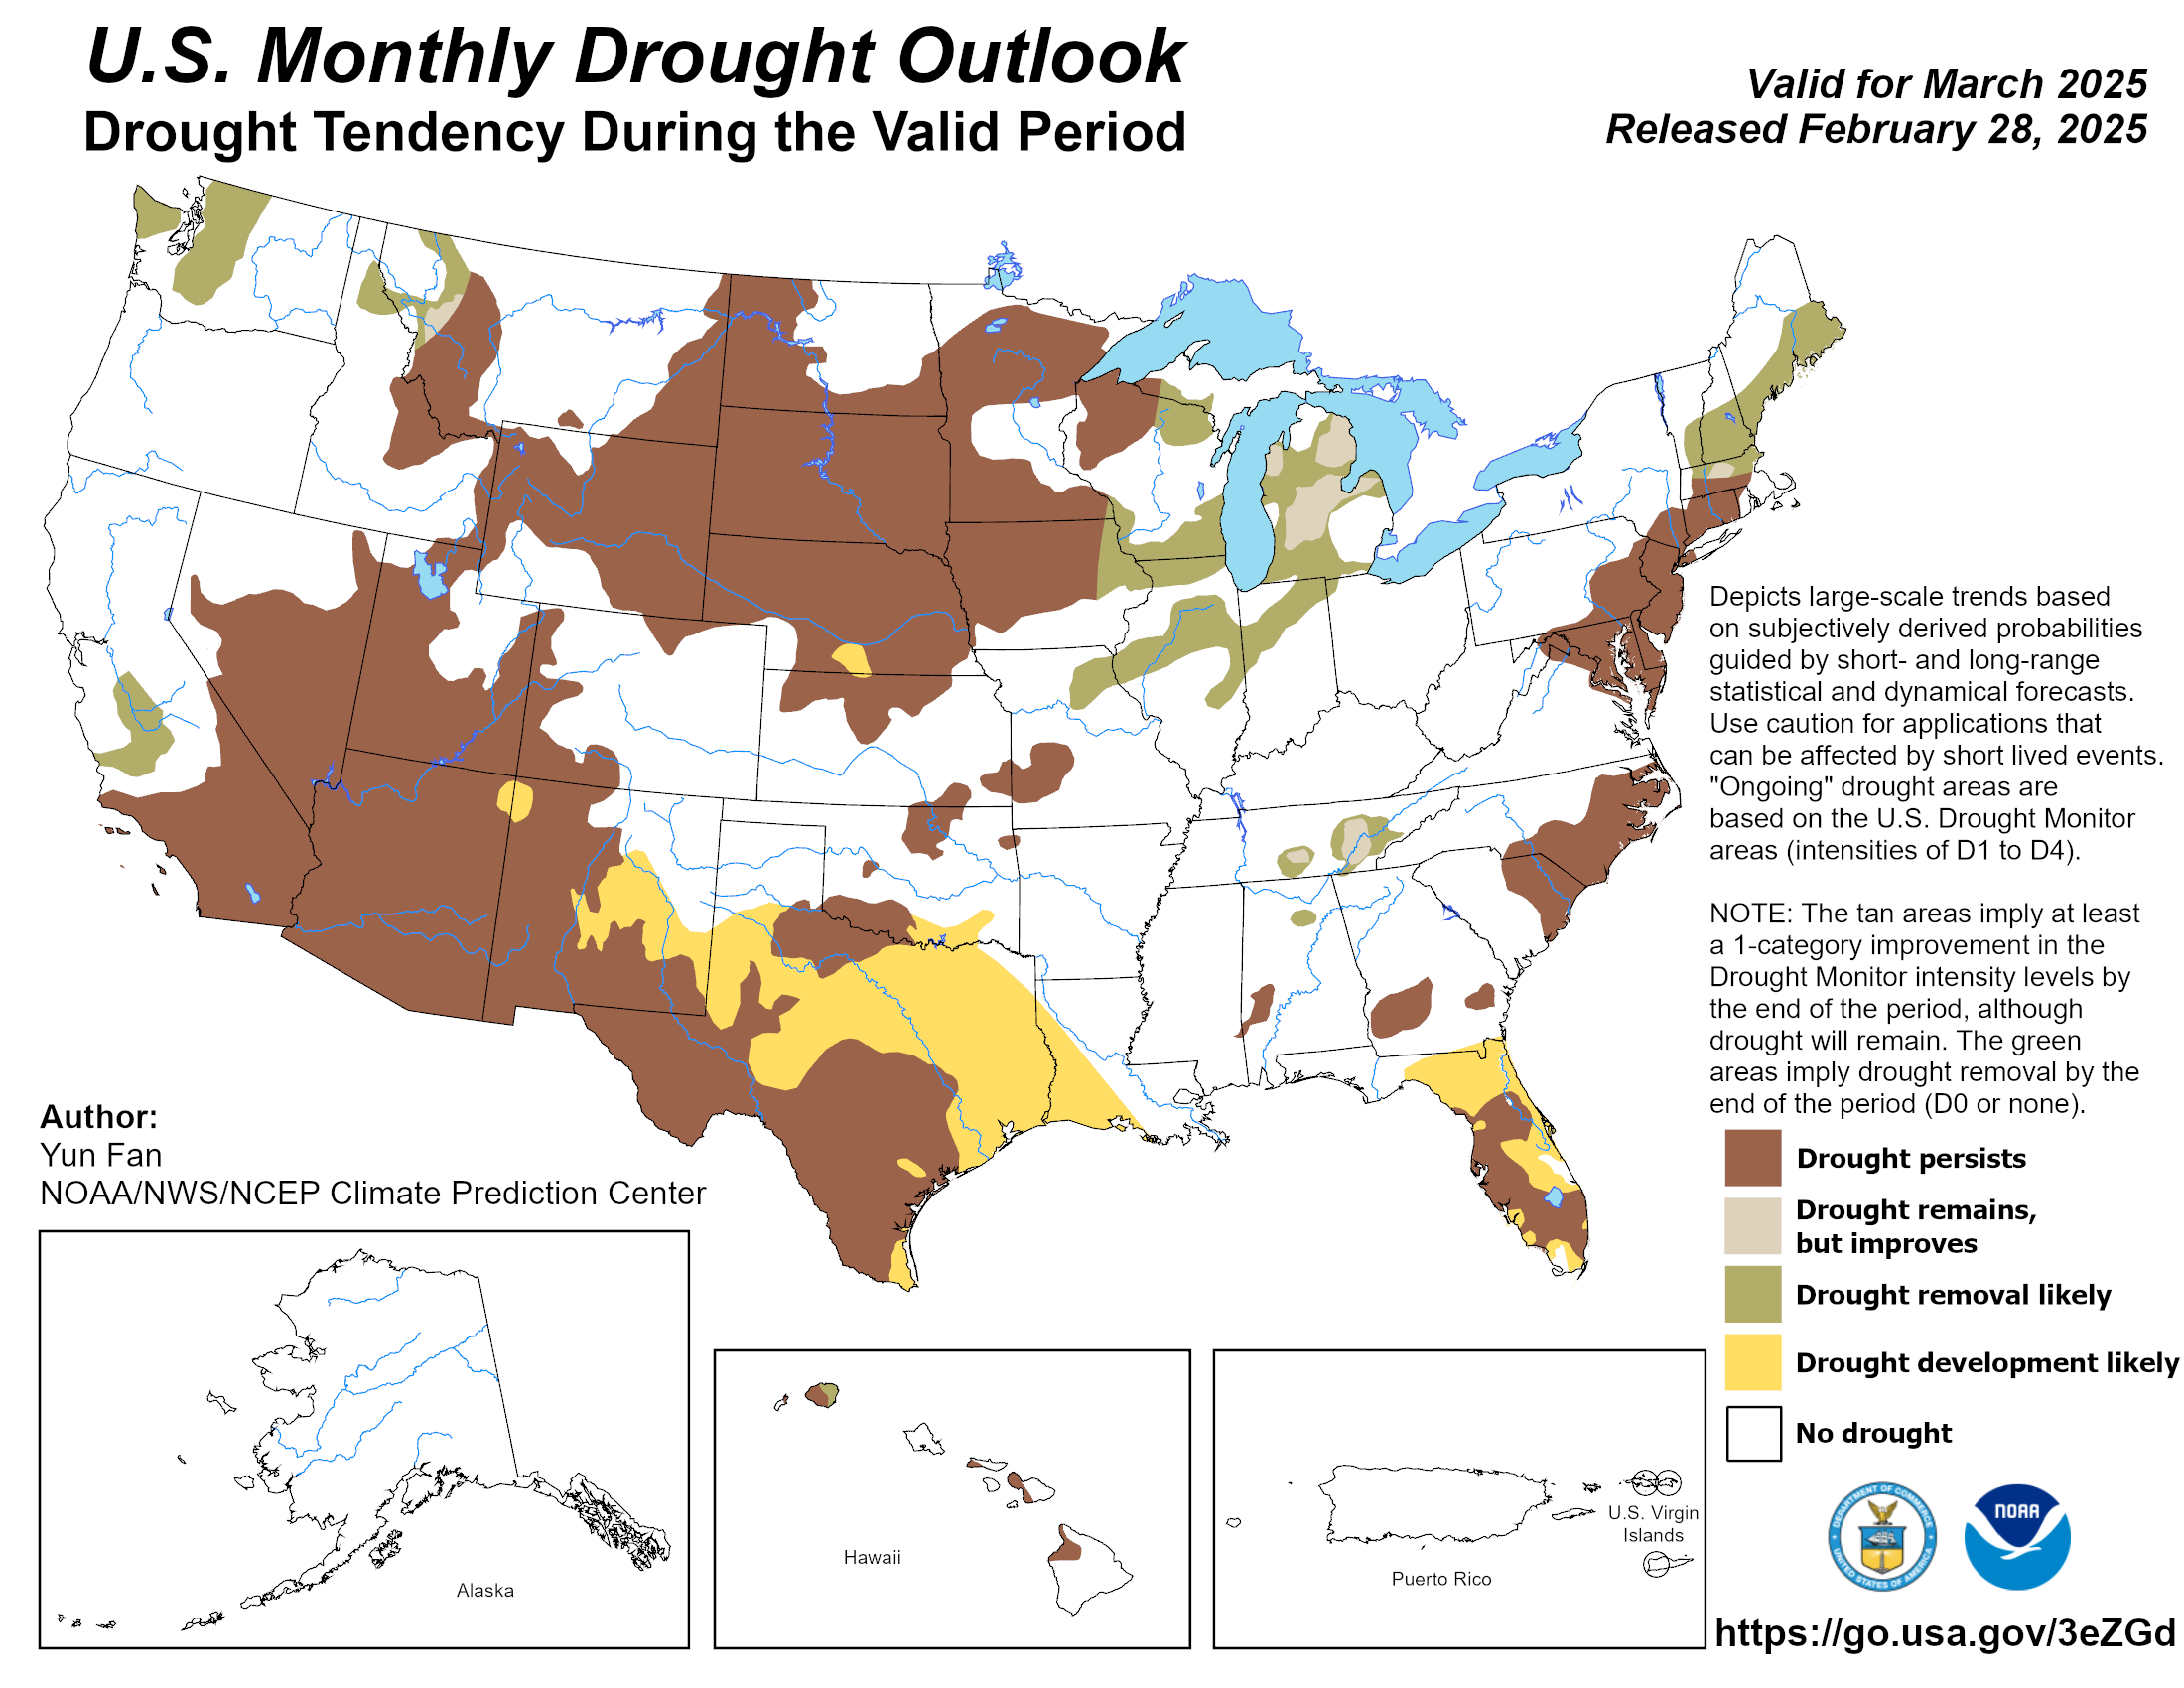 U.S. Monthly Drought Outlook
Drought Tendency During the Valid Period
Valid for March 2025
Released February 28, 2025
Depicts large-scale trends based
on subjectively derived probabilities
guided by short- and long-range
statistical and dynamical forecasts.
Use caution for applications that
can be affected by short lived events.
"Ongoing" drought areas are
based on the U.S. Drought Monitor
areas (intensities of D1 to D4).
NOTE: The tan areas imply at least
a 1-category improvement in the
Drought Monitor intensity levels by
the end of the period, although
drought will remain. The green
areas imply drought removal by the
end of the period (D0 or none).
Author:
Yun Fan
NOAA/NWS/NCEP Climate Prediction Center
Drought persists
Drought remains,
but improves
Drought removal likely
Drought development likely
No drought
Alaska
Hawaii
Puerto Rico
U.S. Virgin
Islands
DEPARTMENT OF COMMERCE
UNITED STATES OF AMERICA
NOAA
https://go.usa.gov/3eZGd